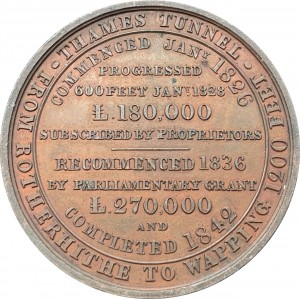 · THAMES TUNNEL · FROM ROTHERHITHE TO WAPPING 1200 FEET
COMMENCED JANY. 1826
PROGRESSED
600 FEET JANY. 1828
Ł. 180,000
SUBSCRIBED BY PROPRIETORS
RECOMMENCED 1836
BY PARLIAMENTARY GRANT
Ł. 270,000
AND
COMPLETED 1842